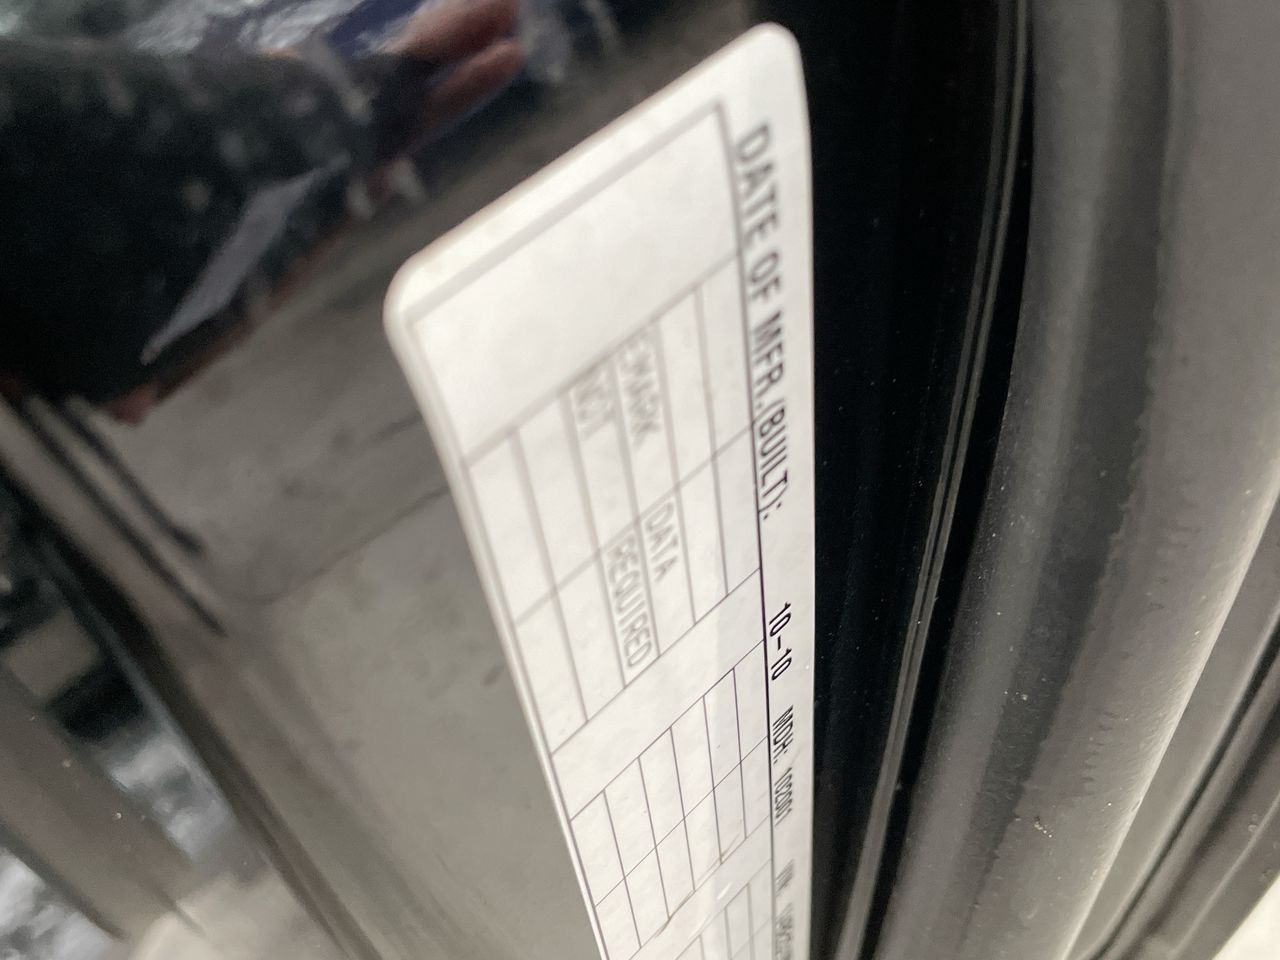 DATE OF MFR.(BUILT): 10-10 MDH:
REMARK DATA
NOT REQUIRED